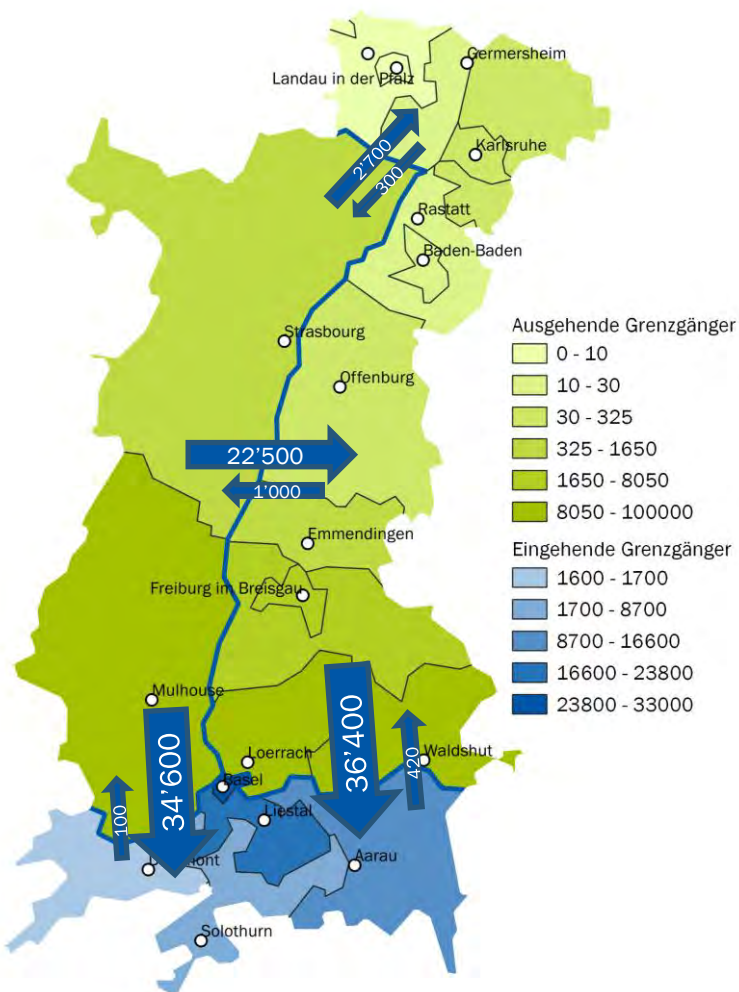 Germersheim
Landau in der Pfalz
Karlsruhe
2'700
300
Rastatt
Baden-Baden
Strasbourg
Offenburg
22'500
1'000
Emmendingen
Freiburg im Breisgau
Mulhouse
Loerrach
Waldshut
Basel
36'400
420
34'600
100
Liestal
Aarau
Solothurn
Ausgehende Grenzgänger
0 - 10
10 - 30
30 - 325
325 - 1650
1650 - 8050
8050 - 100000
Eingehende Grenzgänger
1600 - 1700
1700 - 8700
8700 - 16600
16600 - 23800
23800 - 33000